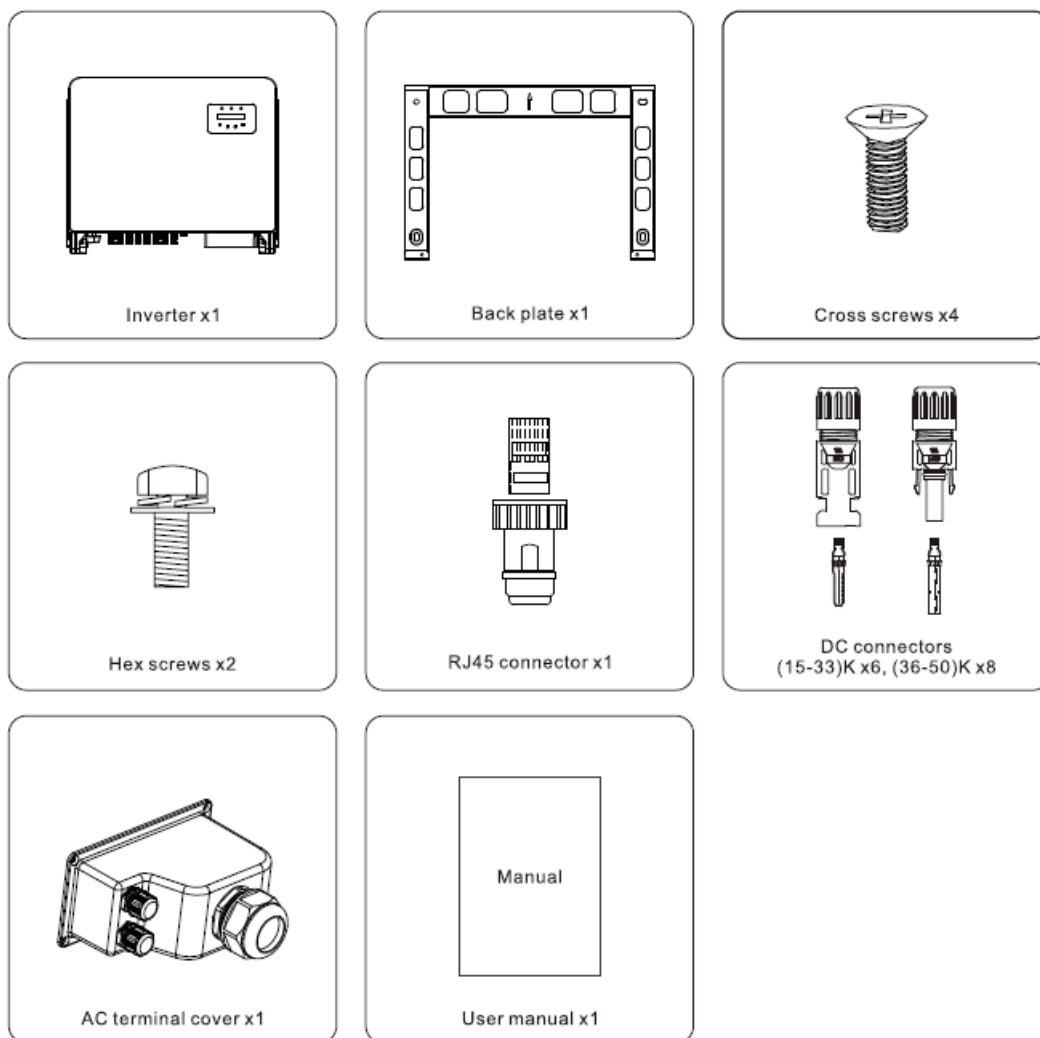 Inverter x1
Back plate x1
Cross screws x4
Hex screws x2
RJ45 connector x1
DC connectors
(15-33)K x6, (36-50)K x8
AC terminal cover x1
Manual
User manual x1